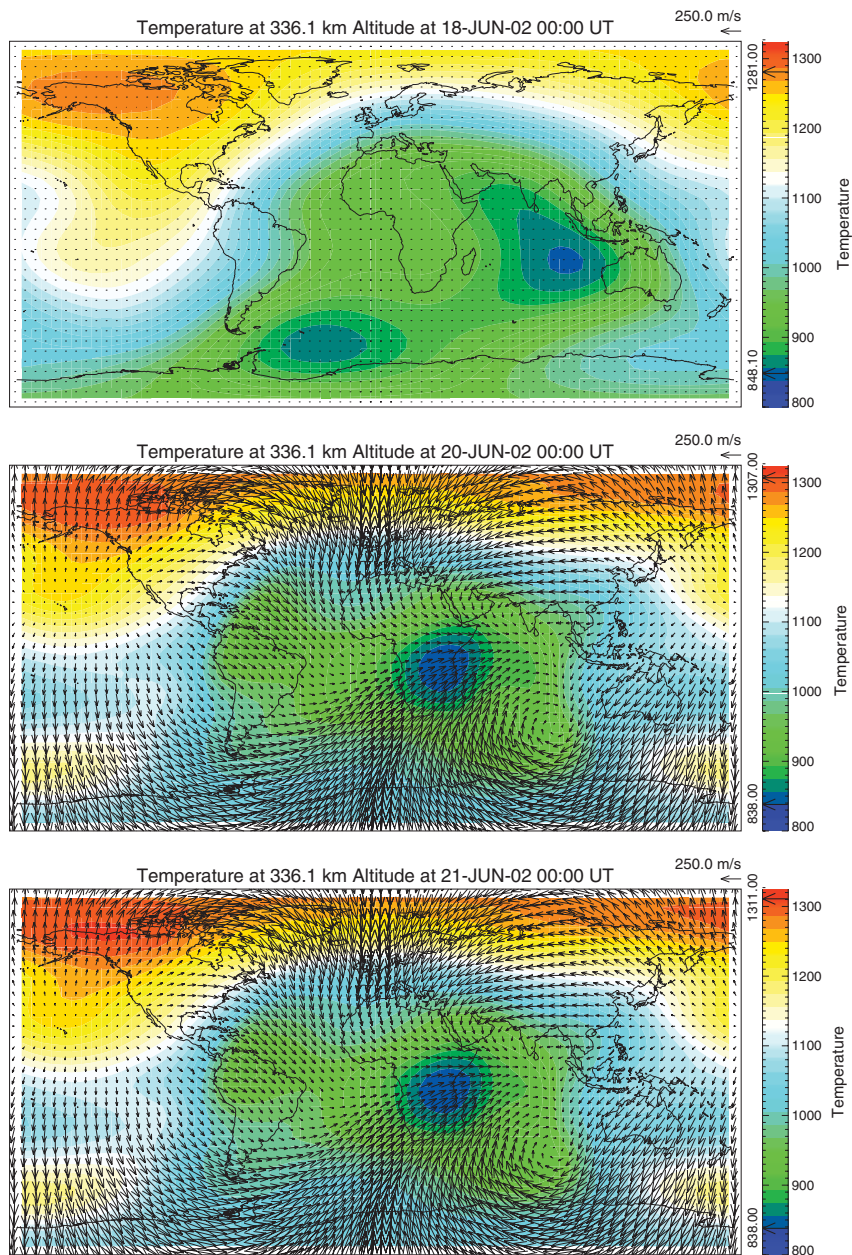 Temperature at 336.1 km Altitude at 18-JUN-02 00:00 UT
250.0 m/s
1281.00
848.10
1300
1200
1100
1000
900
800
Temperature
Temperature at 336.1 km Altitude at 20-JUN-02 00:00 UT
250.0 m/s
1307.00
838.00
1300
1200
1100
1000
900
800
Temperature
Temperature at 336.1 km Altitude at 21-JUN-02 00:00 UT
250.0 m/s
1311.00
838.00
1300
1200
1100
1000
900
800
Temperature